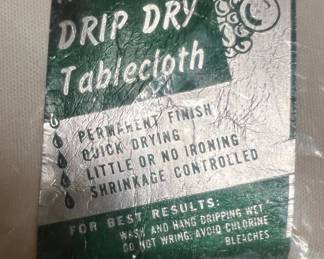 DRIP DRY
Tablecloth
PERMANENT FINISH
QUICK DRYING
LITTLE OR NO IRONING
SHRINKAGE CONTROLLED
FOR BEST RESULTS:
WASH AND HANG DRIPPING WET
DO NOT WRING. AVOID CHLORINE
BLEACHES